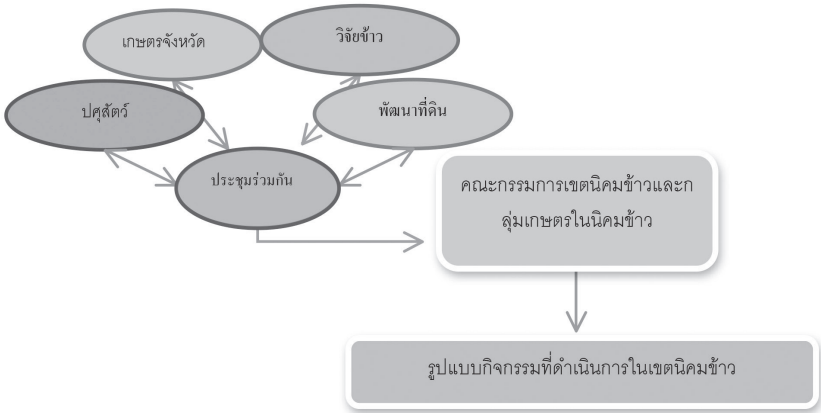 เกษตรจังหวัด
วิจัยข้าว
ปศุสัตว์
พัฒนาที่ดิน
ประชุมร่วมกัน
คณะกรรมการเขตนิคมข้าวและก
ลุ่มเกษตรในนิคมข้าว
รูปแบบกิจกรรมที่ดำเนินการในเขตนิคมข้าว